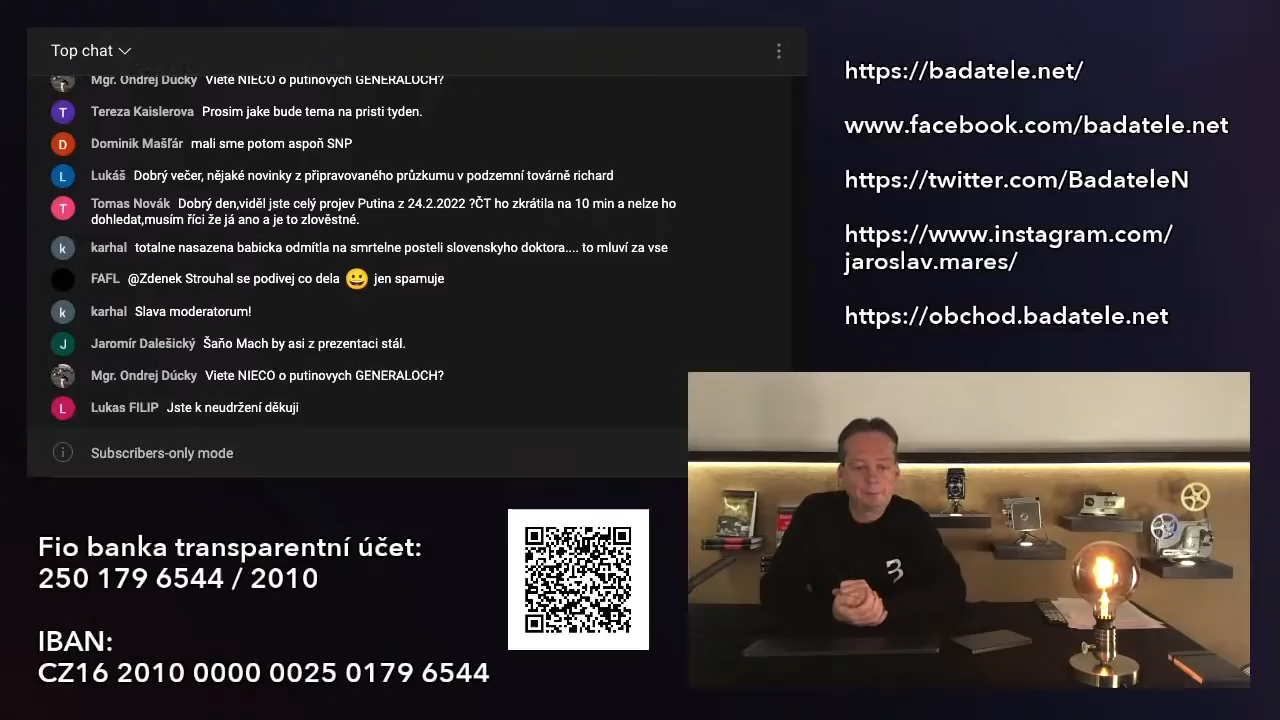 Top chat
Mgr. Ondrej Dúcky Viete NIECO o putinovych GENERALOCH?
Tereza Kaislerova Prosim jake bude tema na pristi tyden.
Dominik Mašľár mali sme potom aspoň SNP
Lukáš Dobrý večer, nějaké novinky z připravovaného průzkumu v podzemní továrně richard
Tomas Novák Dobrý den,viděl jste celý projev Putina z 24.2.2022 ?ČT ho zkrátila na 10 min a nelze ho
dohledat,musím říci že já ano a je to zlověstné.
karhal totalne nasazena babicka odmítla na smrtelne posteli slovenskyho doktora.... to mluví za vse
FAFL @Zdenek Strouhal se podivej co dela 😀 jen spamuje
karhal Slava moderatorum!
Jaromír Dalešický Šaňo Mach by asi z prezentaci stál.
Mgr. Ondrej Dúcky Viete NIECO o putinovych GENERALOCH?
Lukas FILIP Jste k neudržení děkuji
Subscribers-only mode
https://badatele.net/
www.facebook.com/badatele.net
https://twitter.com/BadateleN
https://www.instagram.com/
jaroslav.mares/
https://obchod.badatele.net
Fio banka transparentní účet:
250 179 6544 / 2010
IBAN:
CZ16 2010 0000 0025 0179 6544